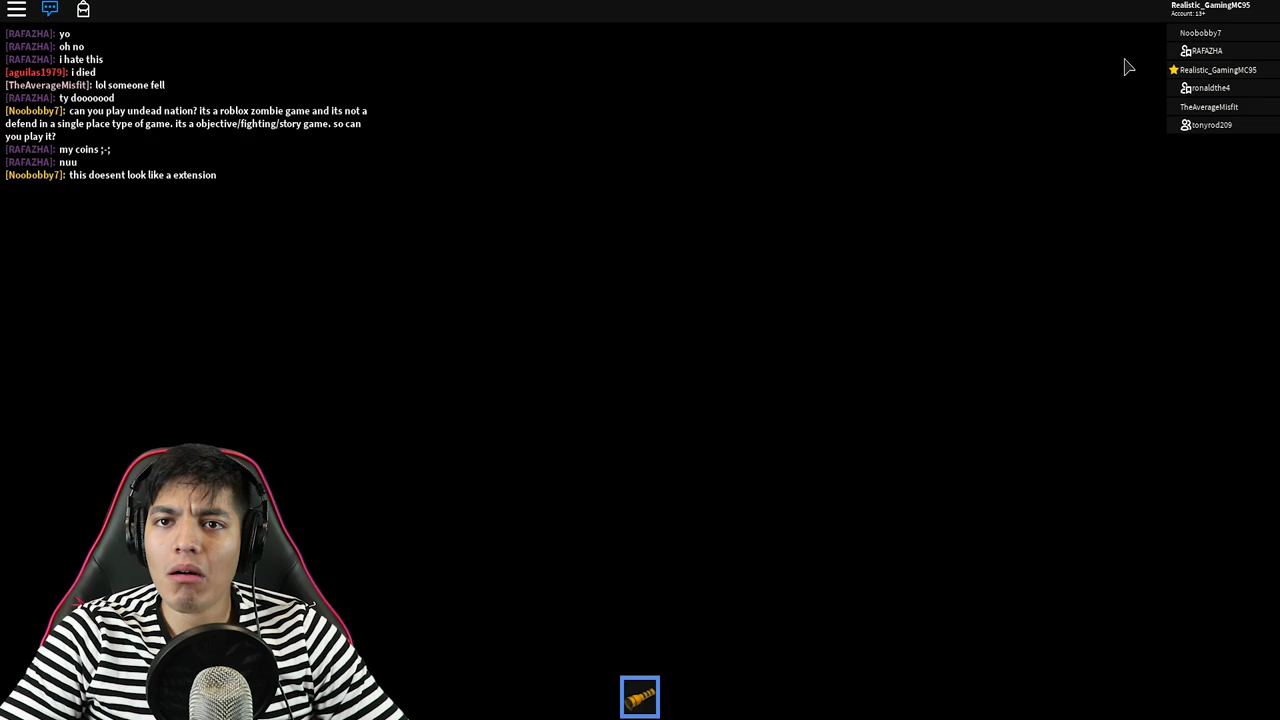 Realistic_GamingMC95
Account: 13+
[RAFAZHA]: yo
[RAFAZHA]: oh no
[RAFAZHA]: i hate this
[aguilas1979]: i died
[TheAverageMisfit]: lol someone fell
[RAFAZHA]: ty dooooood
[Noobobby7]: can you play undead nation? its a roblox zombie game and its not a
defend in a single place type of game. its a objective/fighting/story game. so can
you play it?
[RAFAZHA]: my coins ;-;
[RAFAZHA]: nuu
[Noobobby7]: this doesent look like a extension
Noobobby7
RAFAZHA
Realistic_GamingMC95
ronaldthe4
TheAverageMisfit
tonyrod209